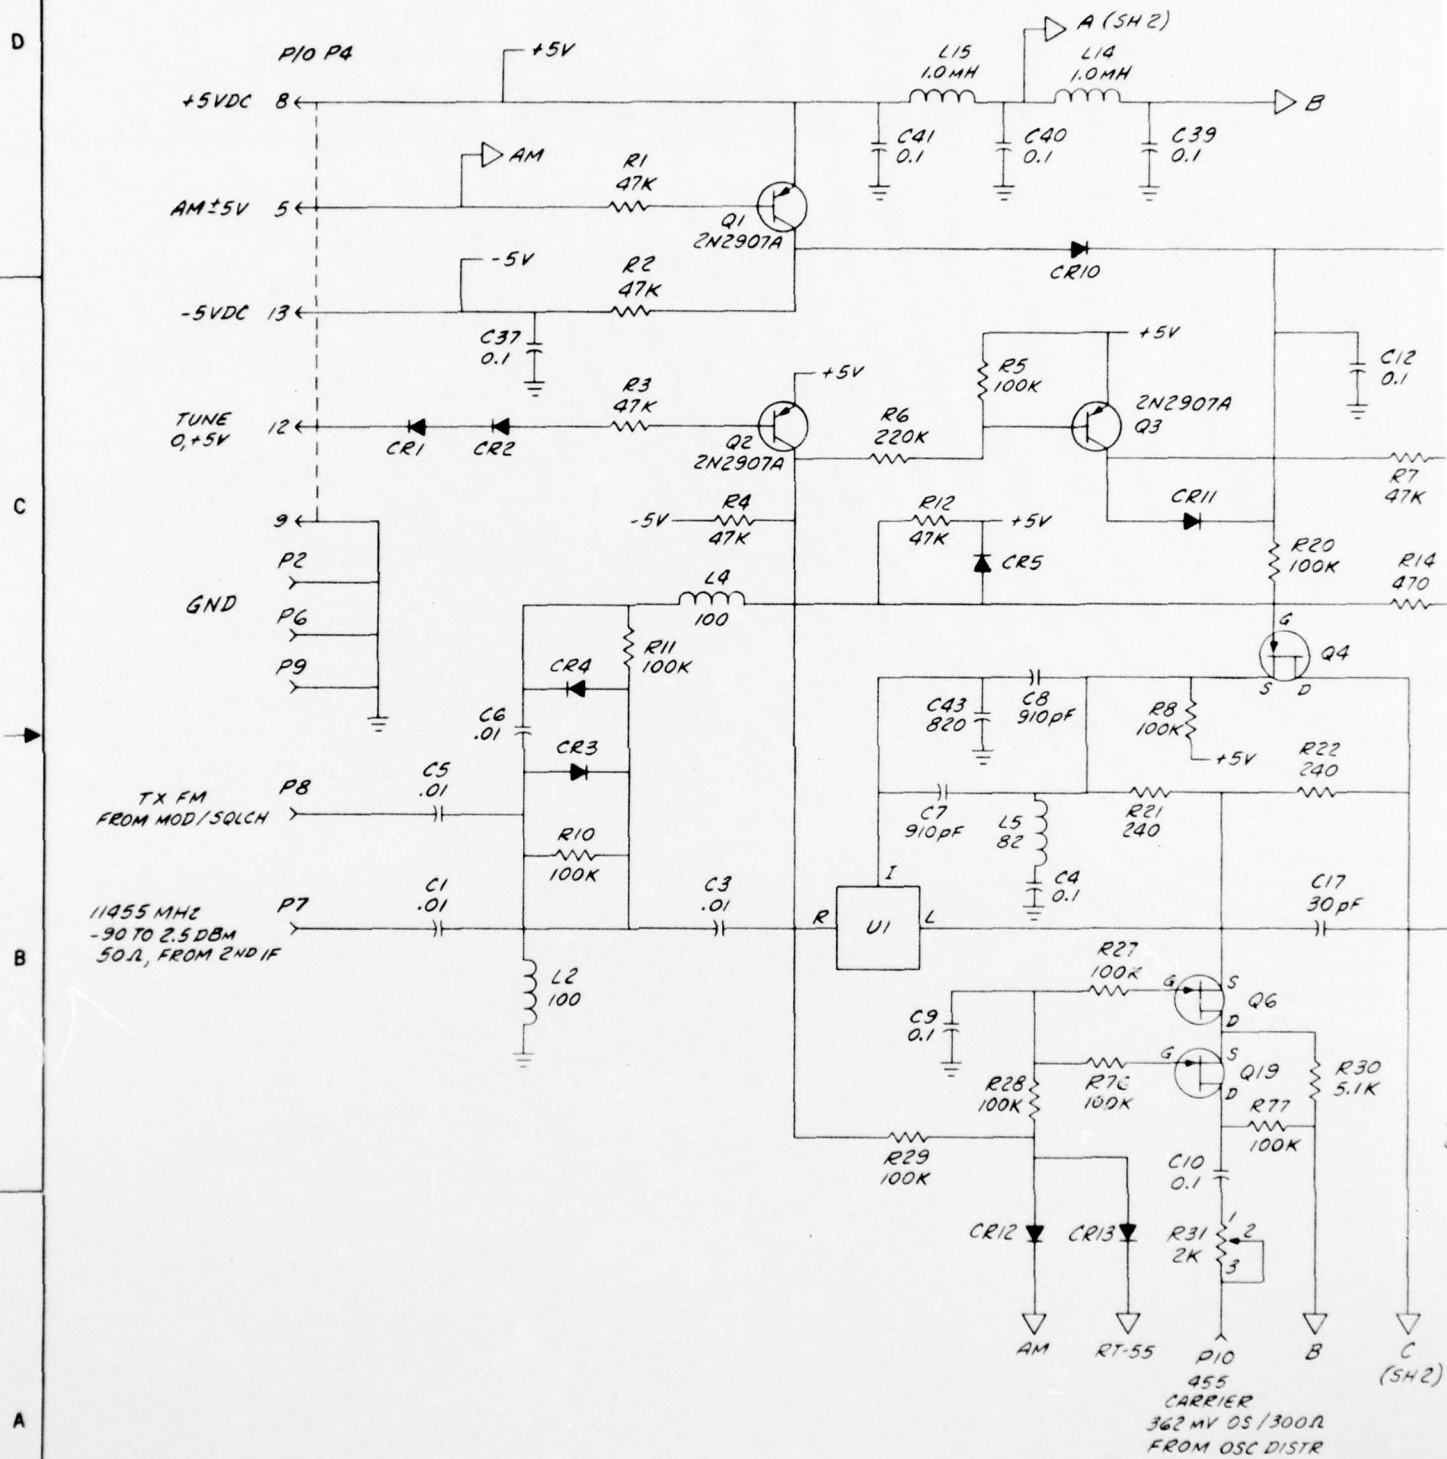 D
P/O P4
+5V
A (SH 2)
L15
1.0MH
L14
1.0MH
+5VDC 8
B
C41
0.1
C40
0.1
C39
0.1
AM
R1
47K
AM±5V 5
Q1
2N2907A
CR10
-5V
R2
47K
-5VDC 13
C37
0.1
+5V
R5
100K
+5V
C12
0.1
R3
47K
TUNE
0,+5V
12
CR1
CR2
Q2
2N2907A
R6
220K
2N2907A
Q3
R7
47K
C
9
-5V
R4
47K
R12
47K
+5V
CR11
P2
GND
P6
P9
L4
100
CR5
R20
100K
R14
470
R11
100K
CR4
G
Q4
S
D
C6
.01
C43
820
C8
910pF
R8
100K
+5V
CR3
R22
240
TX FM
FROM MOD/SQLCH
P8
C5
.01
C7
910pF
L5
82
R21
240
R10
100K
C4
0.1
I
11455 MHZ
-90 TO 2.5 DBM
50Ω, FROM 2ND IF
P7
C1
.01
C3
.01
R
U1
L
C17
30pF
B
L2
100
R27
100K
G
S
Q6
D
C9
0.1
G
S
Q19
D
R28
100K
R76
100K
R30
5.1K
R77
100K
R29
100K
C10
0.1
CR12
CR13
R31
2K
1
2
3
AM
RT-55
P10
B
C
(SH 2)
455
CARRIER
362 MV OS/300Ω
FROM OSC DISTR
A